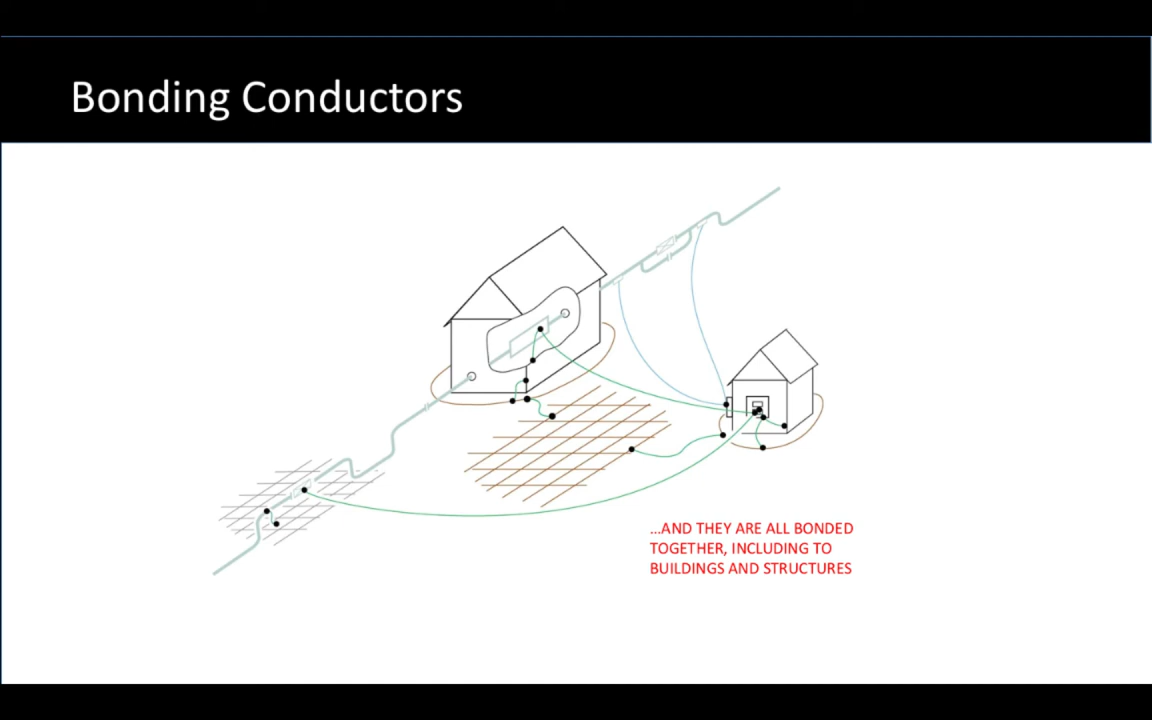 Bonding Conductors
...AND THEY ARE ALL BONDED
TOGETHER, INCLUDING TO
BUILDINGS AND STRUCTURES